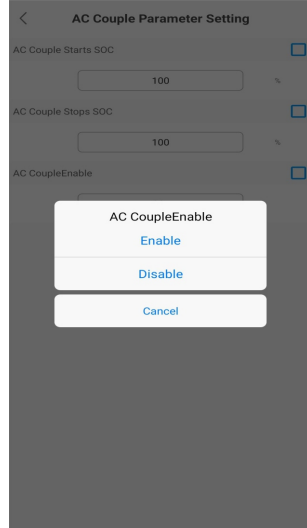 AC Couple Parameter Setting
AC Couple Starts SOC
100 %
AC Couple Stops SOC
100 %
AC CoupleEnable
AC CoupleEnable
Enable
Disable
Cancel